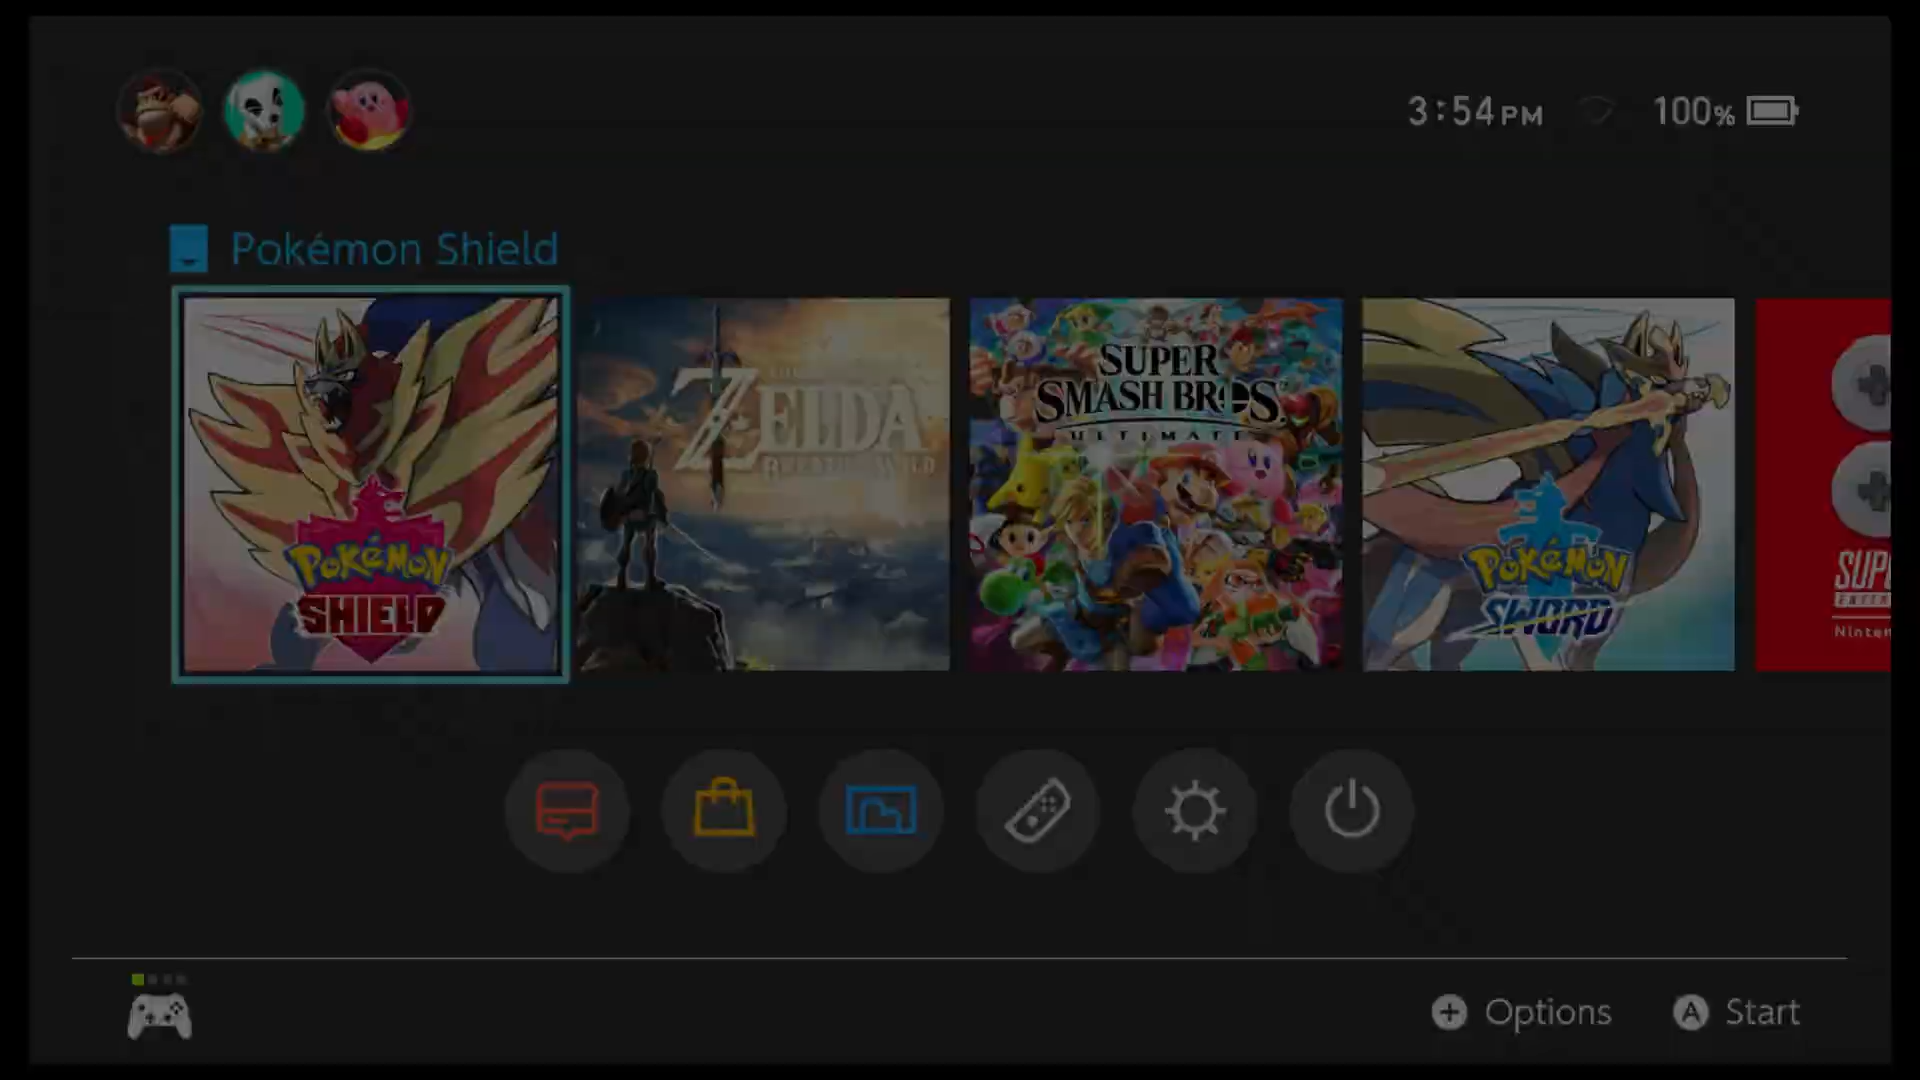 3:54 PM 100%
Pokémon Shield
POKÉMON
SHIELD
ZELDA
SUPER
SMASH BROS.
ULTIMATE
POKÉMON
SWORD
Options
A Start